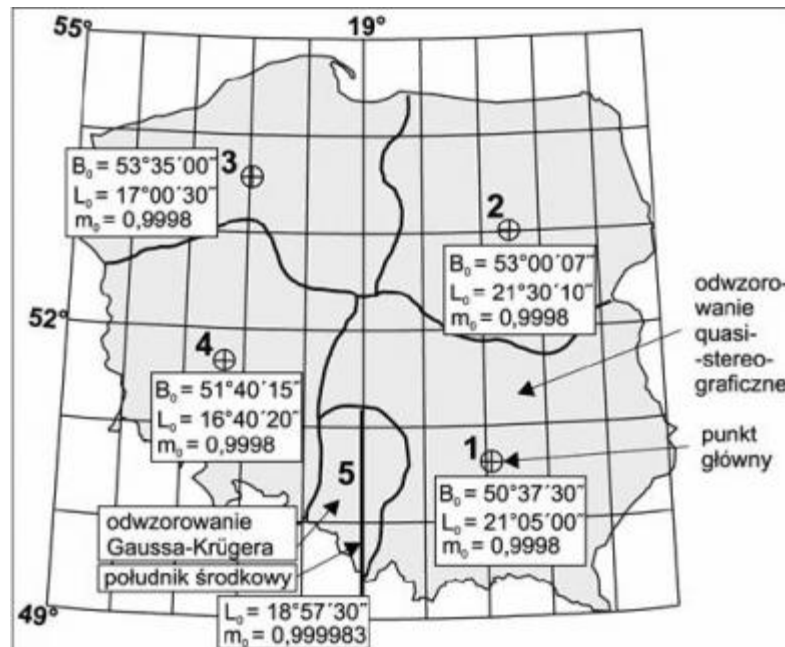 55°
19°
3
B₀ = 53°35´00˝
L₀ = 17°00´30˝
m₀ = 0,9998
2
B₀ = 53°00´07˝
L₀ = 21°30´10˝
m₀ = 0,9998
odwzoro-
wanie
quasi-
-stereo-
graficzne
52°
4
B₀ = 51°40´15˝
L₀ = 16°40´20˝
m₀ = 0,9998
punkt
główny
1
B₀ = 50°37´30˝
L₀ = 21°05´00˝
m₀ = 0,9998
5
odwzorowanie
Gaussa-Krügera
południk środkowy
49°
L₀ = 18°57´30˝
m₀ = 0,999983